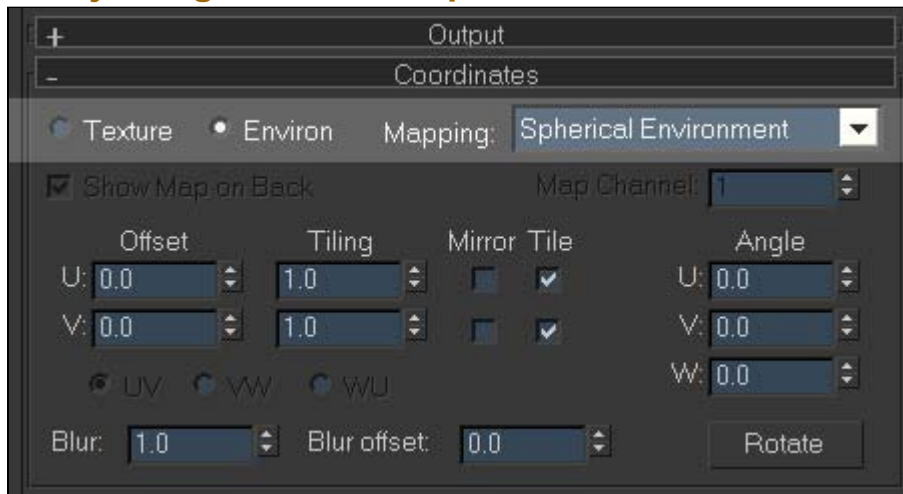 + Output
- Coordinates
Texture Environ Mapping: Spherical Environment
Show Map on Back Map Channel: 1
Offset Tiling Mirror Tile Angle
U: 0.0 1.0 U: 0.0
V: 0.0 1.0 V: 0.0
UV VW WU W: 0.0
Blur: 1.0 Blur offset: 0.0 Rotate